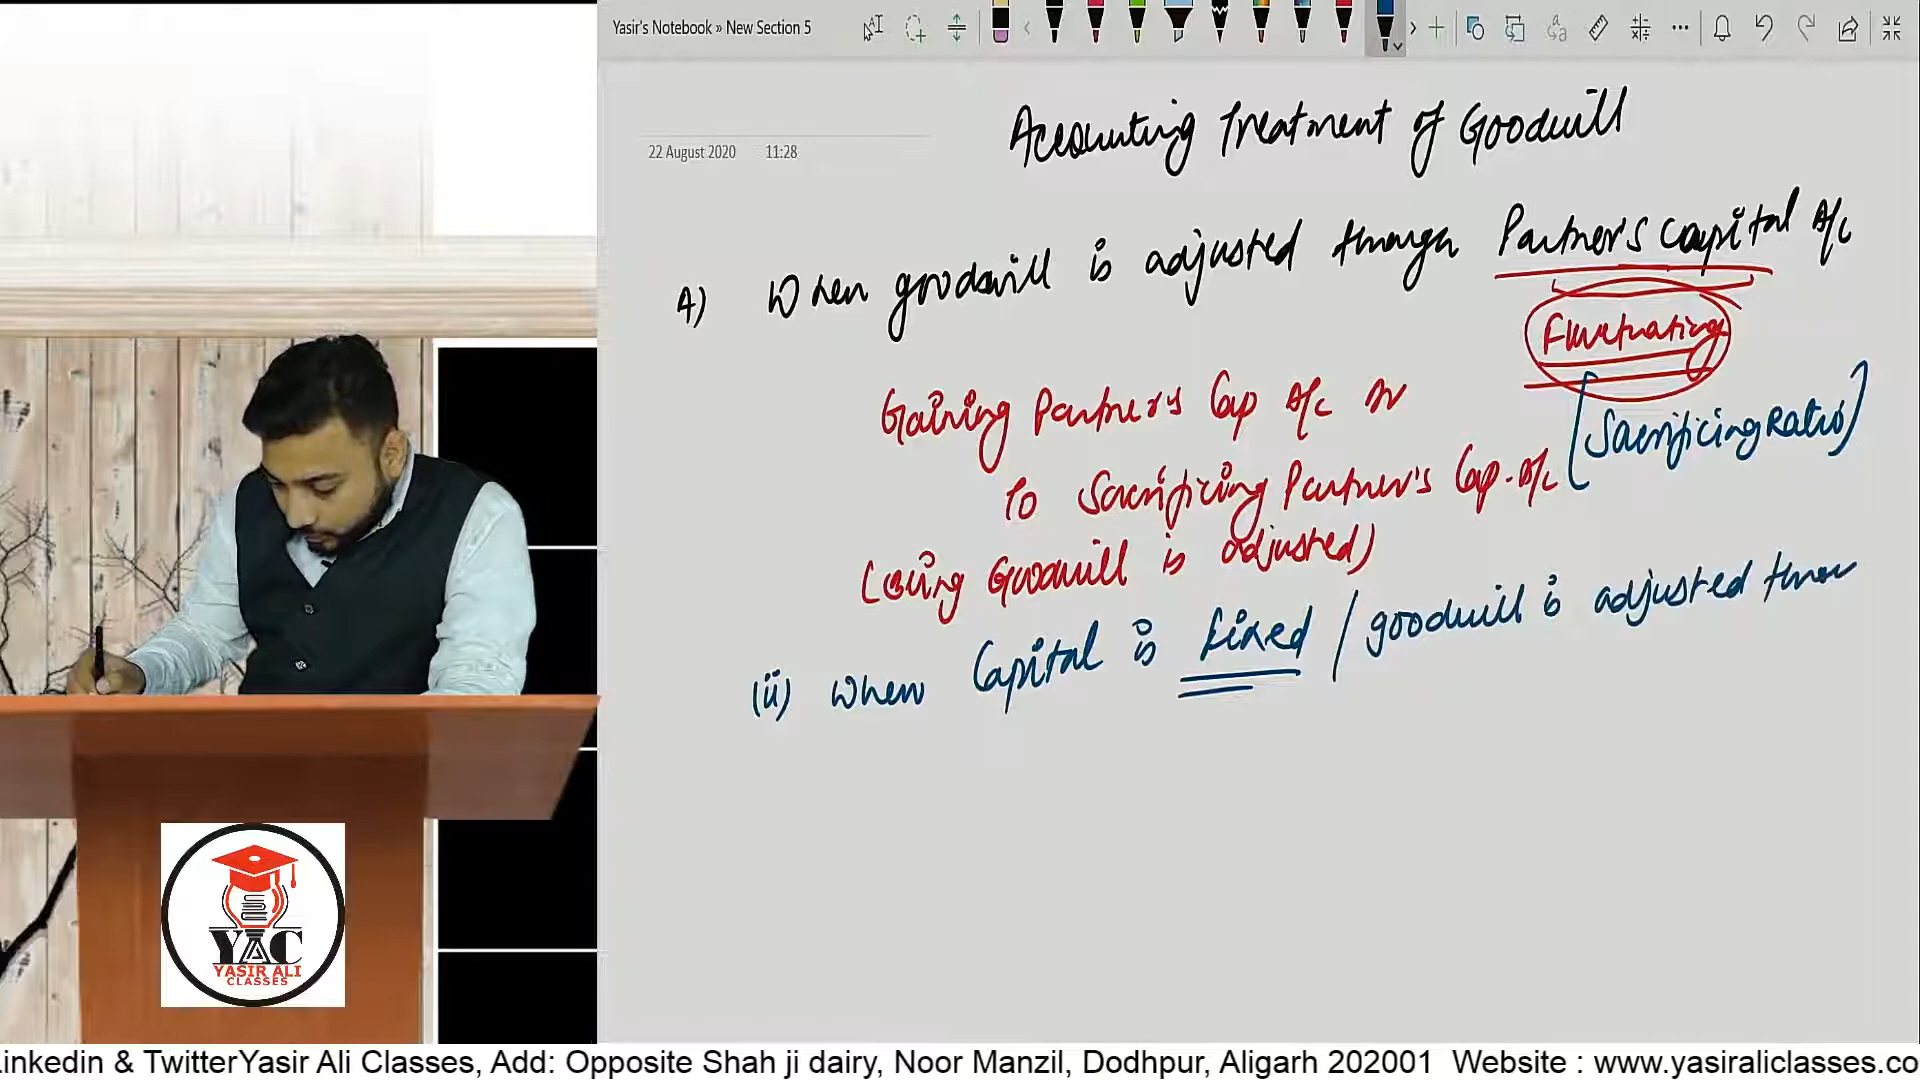 Yasir's Notebook » New Section 5
22 August 2020 11:28
Accounting Treatment of Goodwill
A) When goodwill is adjusted through Partner's Capital A/c
Fluctuating
Gaining Partner's Cap A/c Dr
To Sacrificing Partner's Cap. A/c [Sacrificing Ratio]
(Being Goodwill is adjusted)
(ii) When Capital is fixed / goodwill is adjusted throu
YAC
YASIR ALI
CLASSES
inkedin & TwitterYasir Ali Classes, Add: Opposite Shah ji dairy, Noor Manzil, Dodhpur, Aligarh 202001 Website : www.yasiraliclasses.co